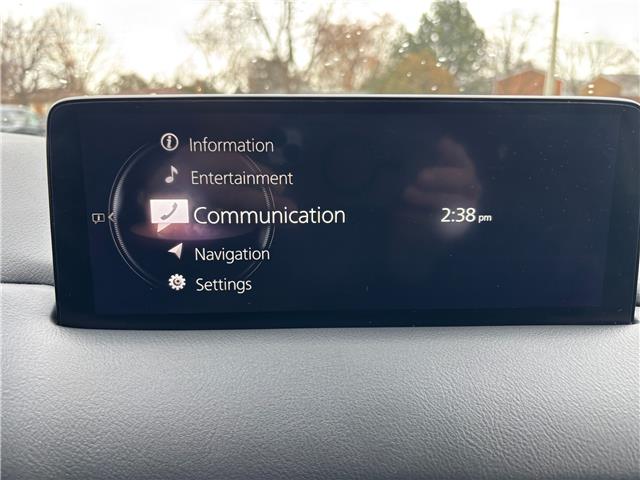 Information
Entertainment
Communication
2:38 pm
Navigation
Settings